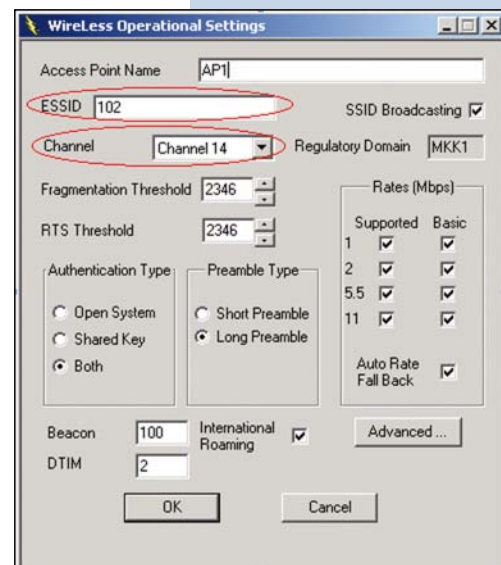 WireLess Operational Settings
Access Point Name AP1
ESSID 102 SSID Broadcasting
Channel Channel 14 Regulatory Domain MKK1
Fragmentation Threshold 2346
RTS Threshold 2346
Rates (Mbps)
Supported Basic
1
2
5.5
11
Auto Rate
Fall Back
Authentication Type
Open System
Shared Key
Both
Preamble Type
Short Preamble
Long Preamble
Beacon 100
DTIM 2
International
Roaming
Advanced ...
OK Cancel